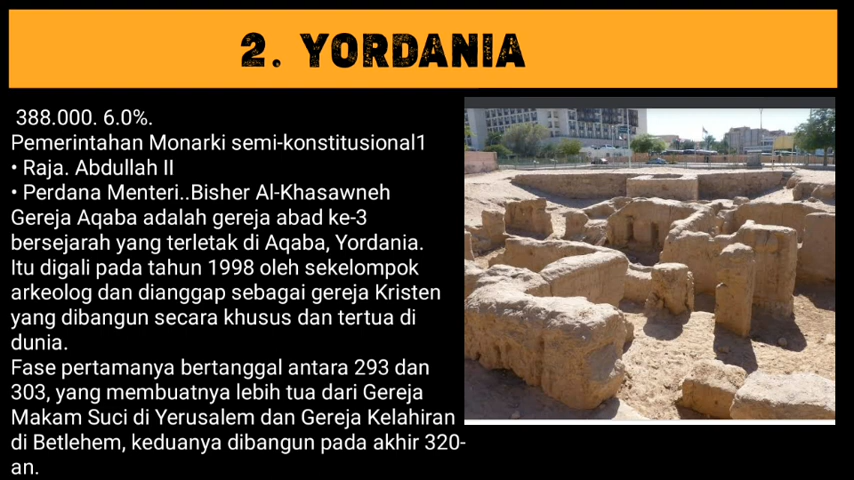 2. YORDANIA
388.000. 6.0%.
Pemerintahan Monarki semi-konstitusional1
• Raja. Abdullah II
• Perdana Menteri..Bisher Al-Khasawneh
Gereja Aqaba adalah gereja abad ke-3
bersejarah yang terletak di Aqaba, Yordania.
Itu digali pada tahun 1998 oleh sekelompok
arkeolog dan dianggap sebagai gereja Kristen
yang dibangun secara khusus dan tertua di
dunia.
Fase pertamanya bertanggal antara 293 dan
303, yang membuatnya lebih tua dari Gereja
Makam Suci di Yerusalem dan Gereja Kelahiran
di Betlehem, keduanya dibangun pada akhir 320-
an.